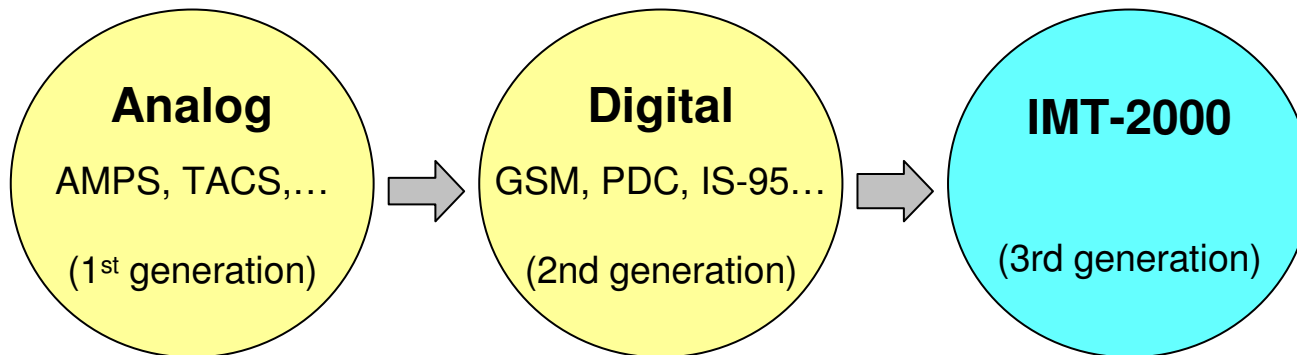 Analog
AMPS, TACS,…
(1st generation)
Digital
GSM, PDC, IS-95…
(2nd generation)
IMT-2000
(3rd generation)